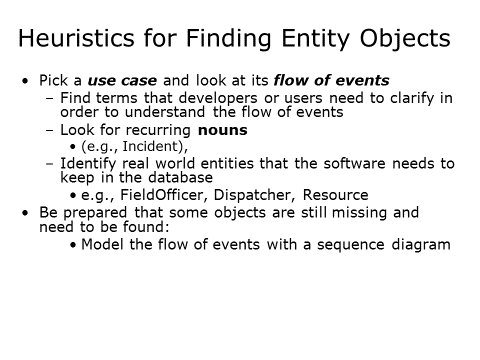 Heuristics for Finding Entity Objects
• Pick a use case and look at its flow of events
– Find terms that developers or users need to clarify in
order to understand the flow of events
– Look for recurring nouns
• (e.g., Incident),
– Identify real world entities that the software needs to
keep in the database
• e.g., FieldOfficer, Dispatcher, Resource
• Be prepared that some objects are still missing and
need to be found:
• Model the flow of events with a sequence diagram